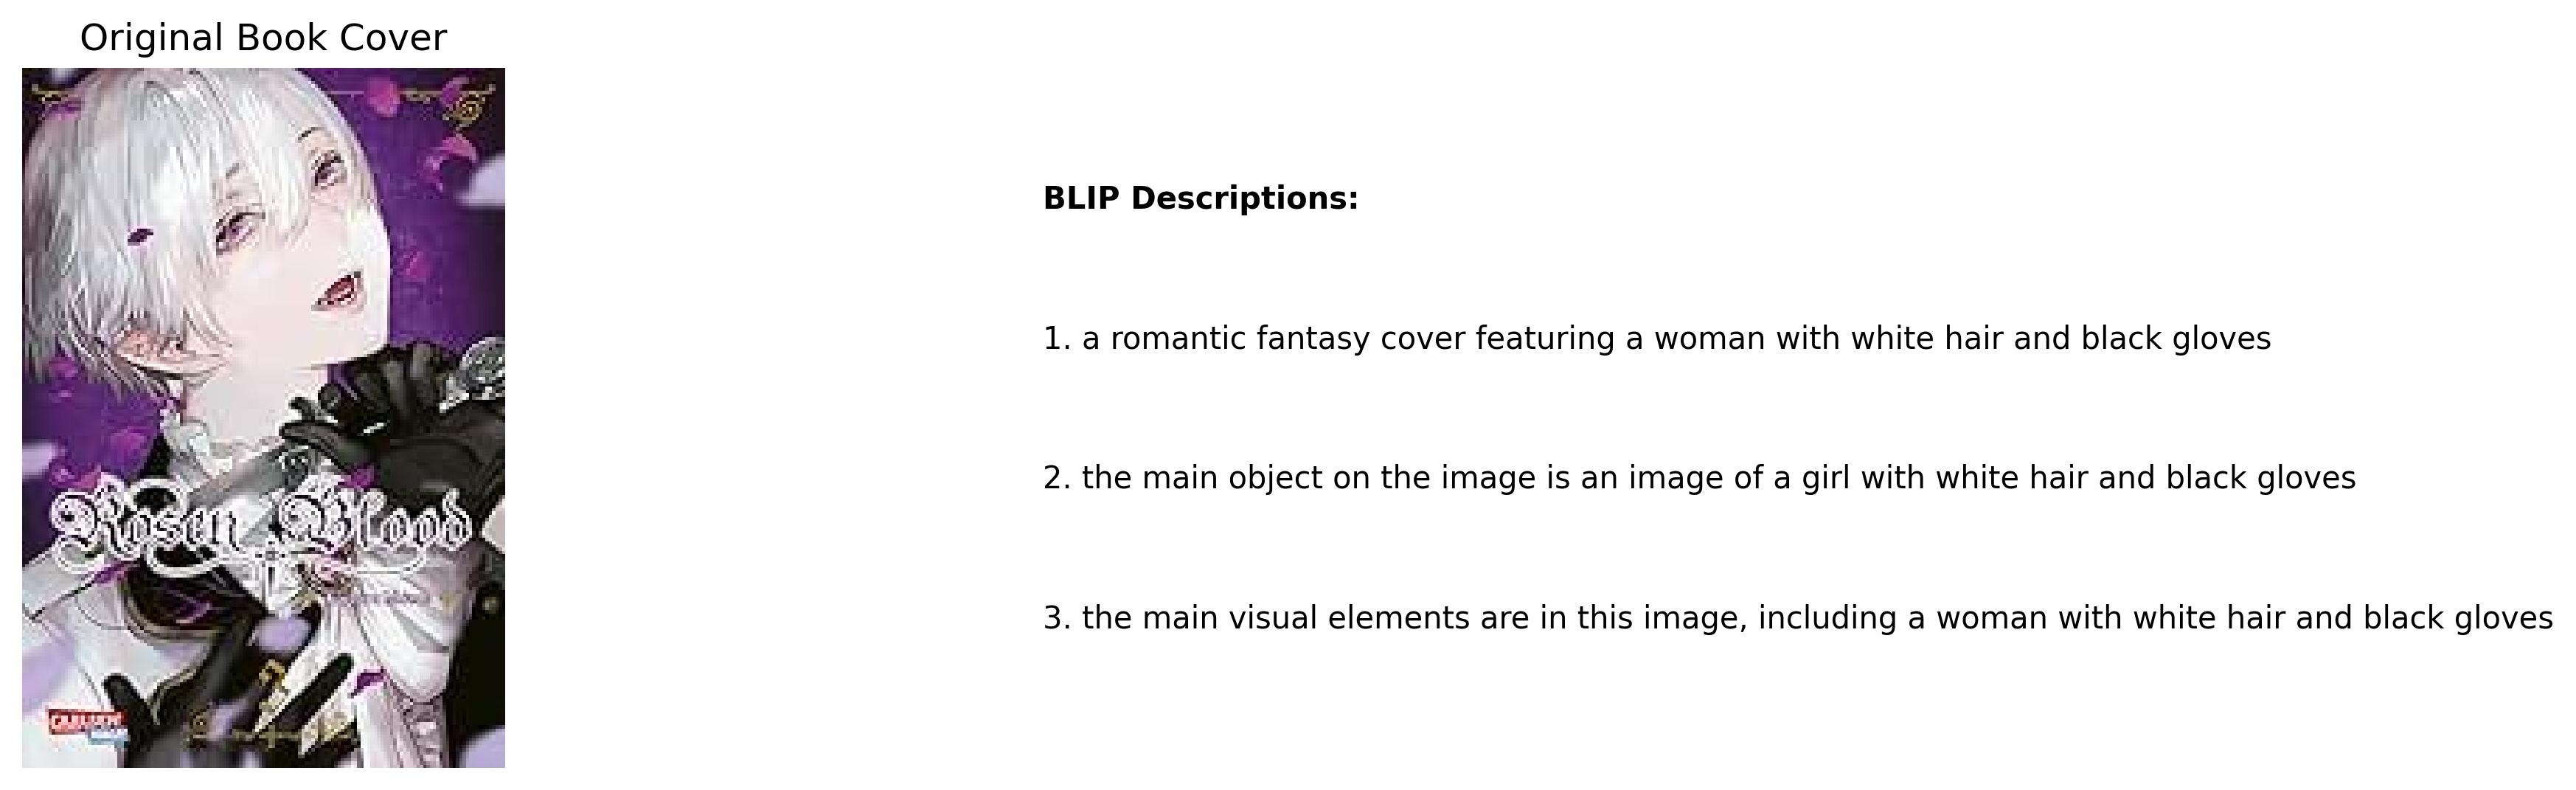 Original Book Cover
Rosen Blood
CARLSEN
BLIP Descriptions:
1. a romantic fantasy cover featuring a woman with white hair and black gloves
2. the main object on the image is an image of a girl with white hair and black gloves
3. the main visual elements are in this image, including a woman with white hair and black gloves